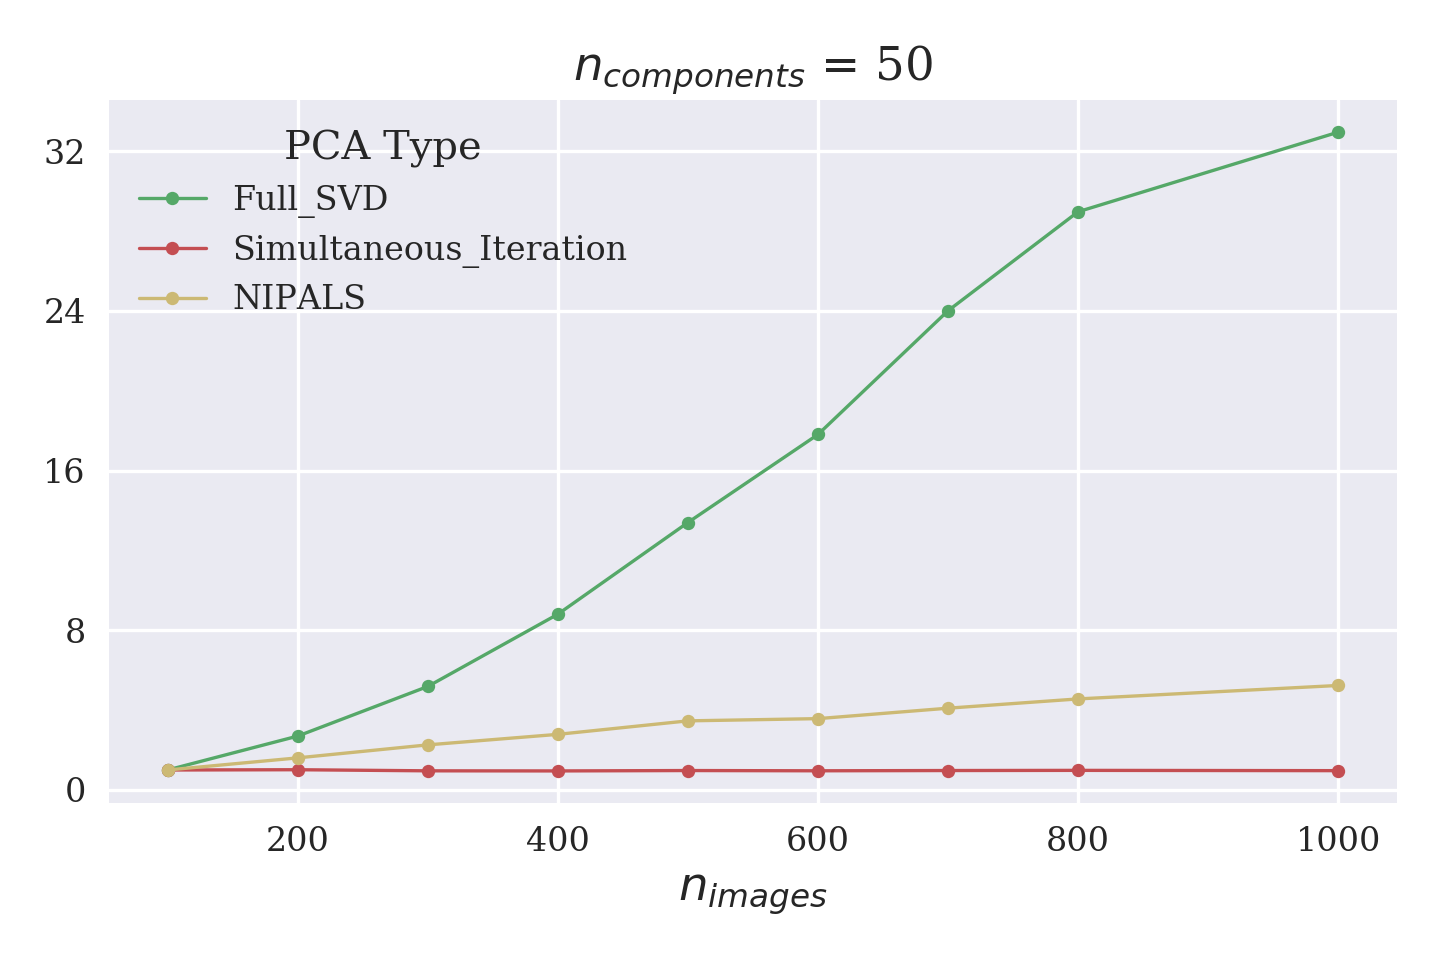 n_components = 50
PCA Type
Full_SVD
Simultaneous_Iteration
NIPALS
32
24
16
8
0
200 400 600 800 1000
n_images